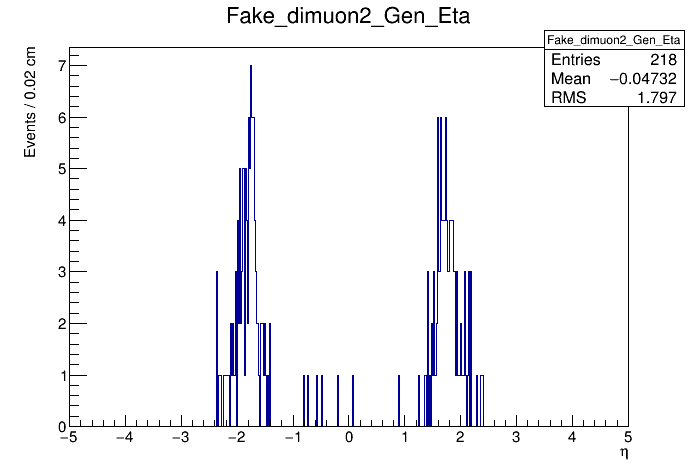 Fake_dimuon2_Gen_Eta
Fake_dimuon2_Gen_Eta
Entries 218
Mean −0.04732
RMS 1.797
Events / 0.02 cm
7
6
5
4
3
2
1
0
−5 −4 −3 −2 −1 0 1 2 3 4 5
η